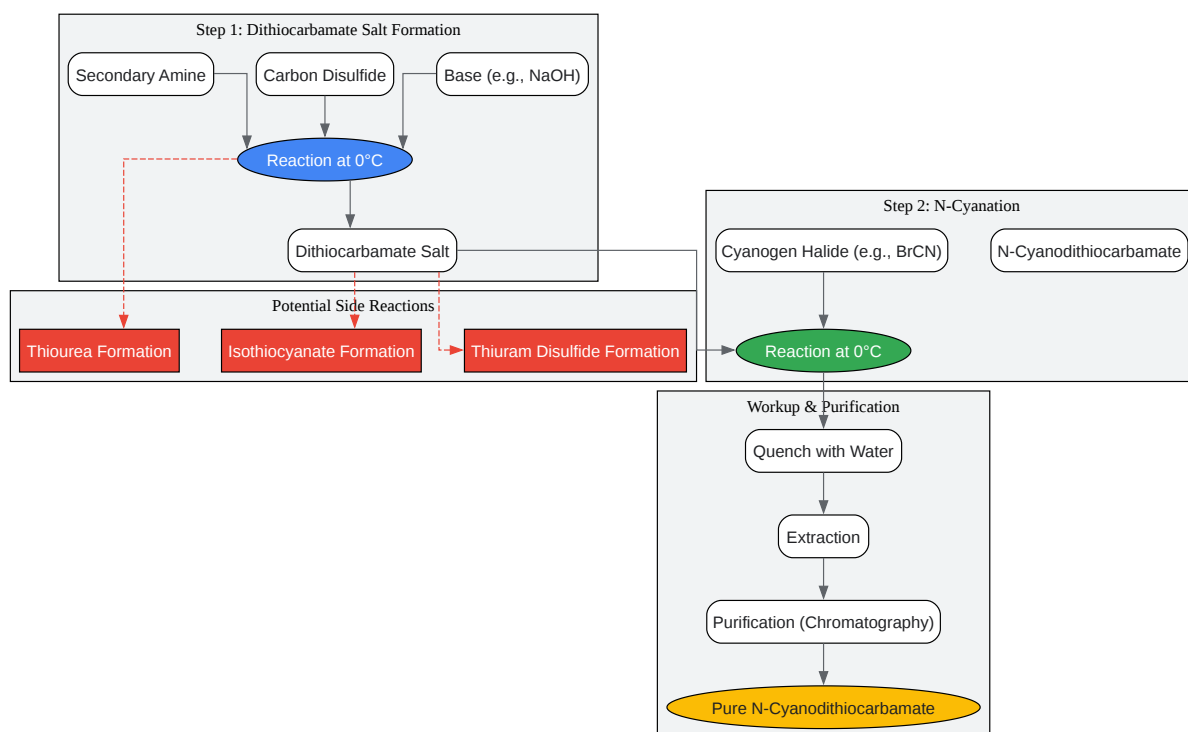 Step 1: Dithiocarbamate Salt Formation
Secondary Amine
Carbon Disulfide
Base (e.g., NaOH)
Reaction at 0°C
Dithiocarbamate Salt
Potential Side Reactions
Thiourea Formation
Isothiocyanate Formation
Thiuram Disulfide Formation
Step 2: N-Cyanation
Cyanogen Halide (e.g., BrCN)
N-Cyanodithiocarbamate
Reaction at 0°C
Workup & Purification
Quench with Water
Extraction
Purification (Chromatography)
Pure N-Cyanodithiocarbamate